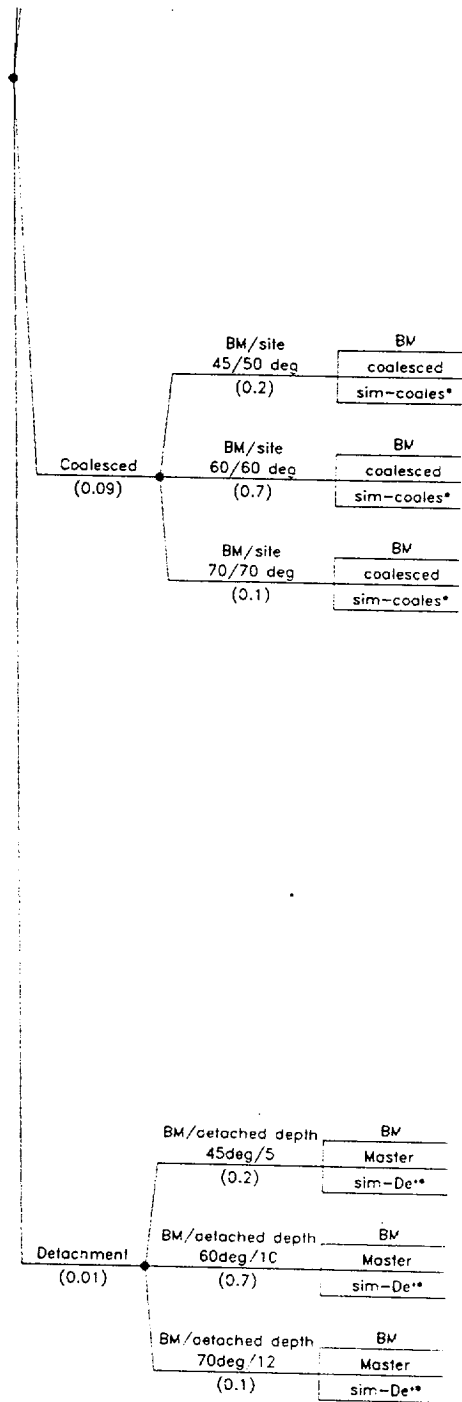 BM/site
45/50 deg
(0.2)
BM
coalesced
sim-coales*
Coalesced
(0.09)
BM/site
60/60 deg
(0.7)
BM
coalesced
sim-coales*
BM/site
70/70 deg
(0.1)
BM
coalesced
sim-coales*
BM/detached depth
45deg/5
(0.2)
BM
Master
sim-De**
Detachment
(0.01)
BM/detached depth
60deg/10
(0.7)
BM
Master
sim-De**
BM/detached depth
70deg/12
(0.1)
BM
Master
sim-De**